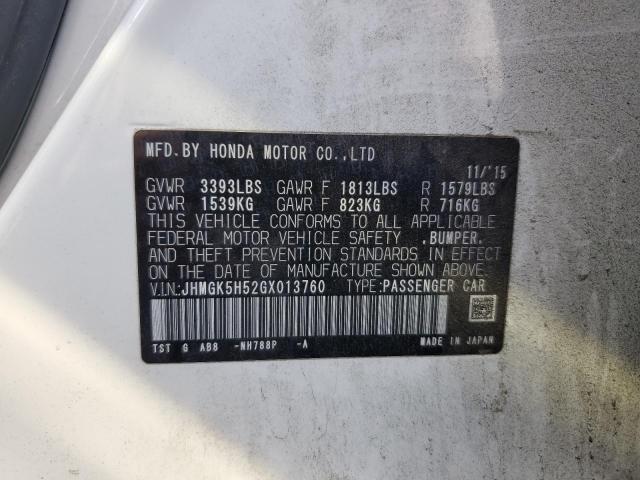 MFD.BY HONDA MOTOR CO.,LTD
11/'15
GVWR 3393LBS GAWR F 1813LBS R 1579LBS
GVWR 1539KG GAWR F 823KG R 716KG
THIS VEHICLE CONFORMS TO ALL APPLICABLE
FEDERAL MOTOR VEHICLE SAFETY ,BUMPER,
AND THEFT PREVENTION STANDARDS IN EFFECT
ON THE DATE OF MANUFACTURE SHOWN ABOVE.
V.I.N.:JHMGK5H52GX013760 TYPE:PASSENGER CAR
TST G AB8 -NH788P -A MADE IN JAPAN